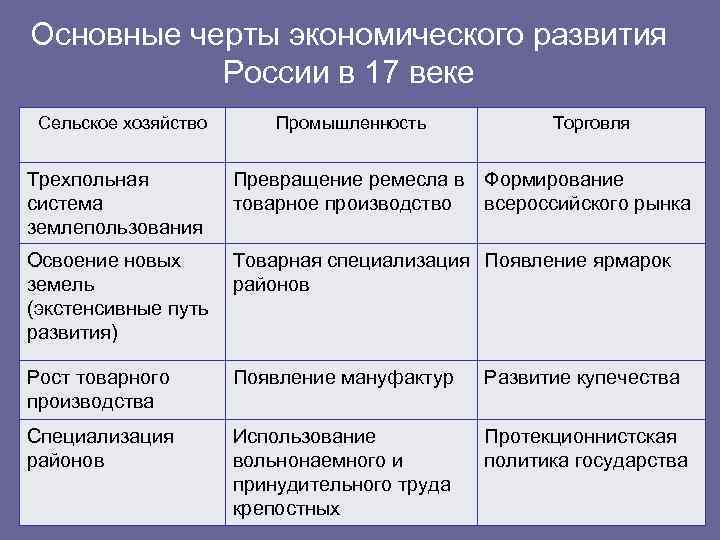 Основные черты экономического развития
России в 17 веке
Сельское хозяйство
Промышленность
Торговля
Трехпольная
система
землепользования
Превращение ремесла в
товарное производство
Формирование
всероссийского рынка
Освоение новых
земель
(экстенсивные путь
развития)
Товарная специализация
районов
Появление ярмарок
Рост товарного
производства
Появление мануфактур
Развитие купечества
Специализация
районов
Использование
вольнонаемного и
принудительного труда
крепостных
Протекционнистская
политика государства